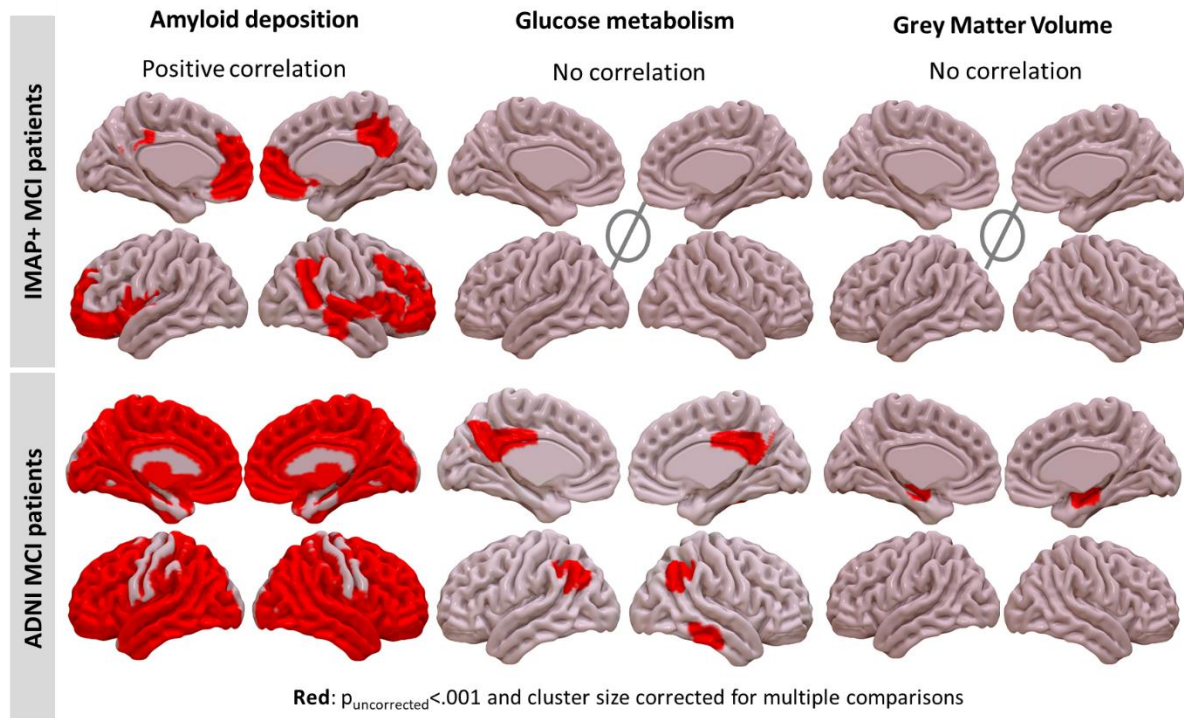 Amyloid deposition
Glucose metabolism
Grey Matter Volume
Positive correlation
No correlation
No correlation
IMAP+ MCI patients
ADNI MCI patients
Red: puncorrected<.001 and cluster size corrected for multiple comparisons